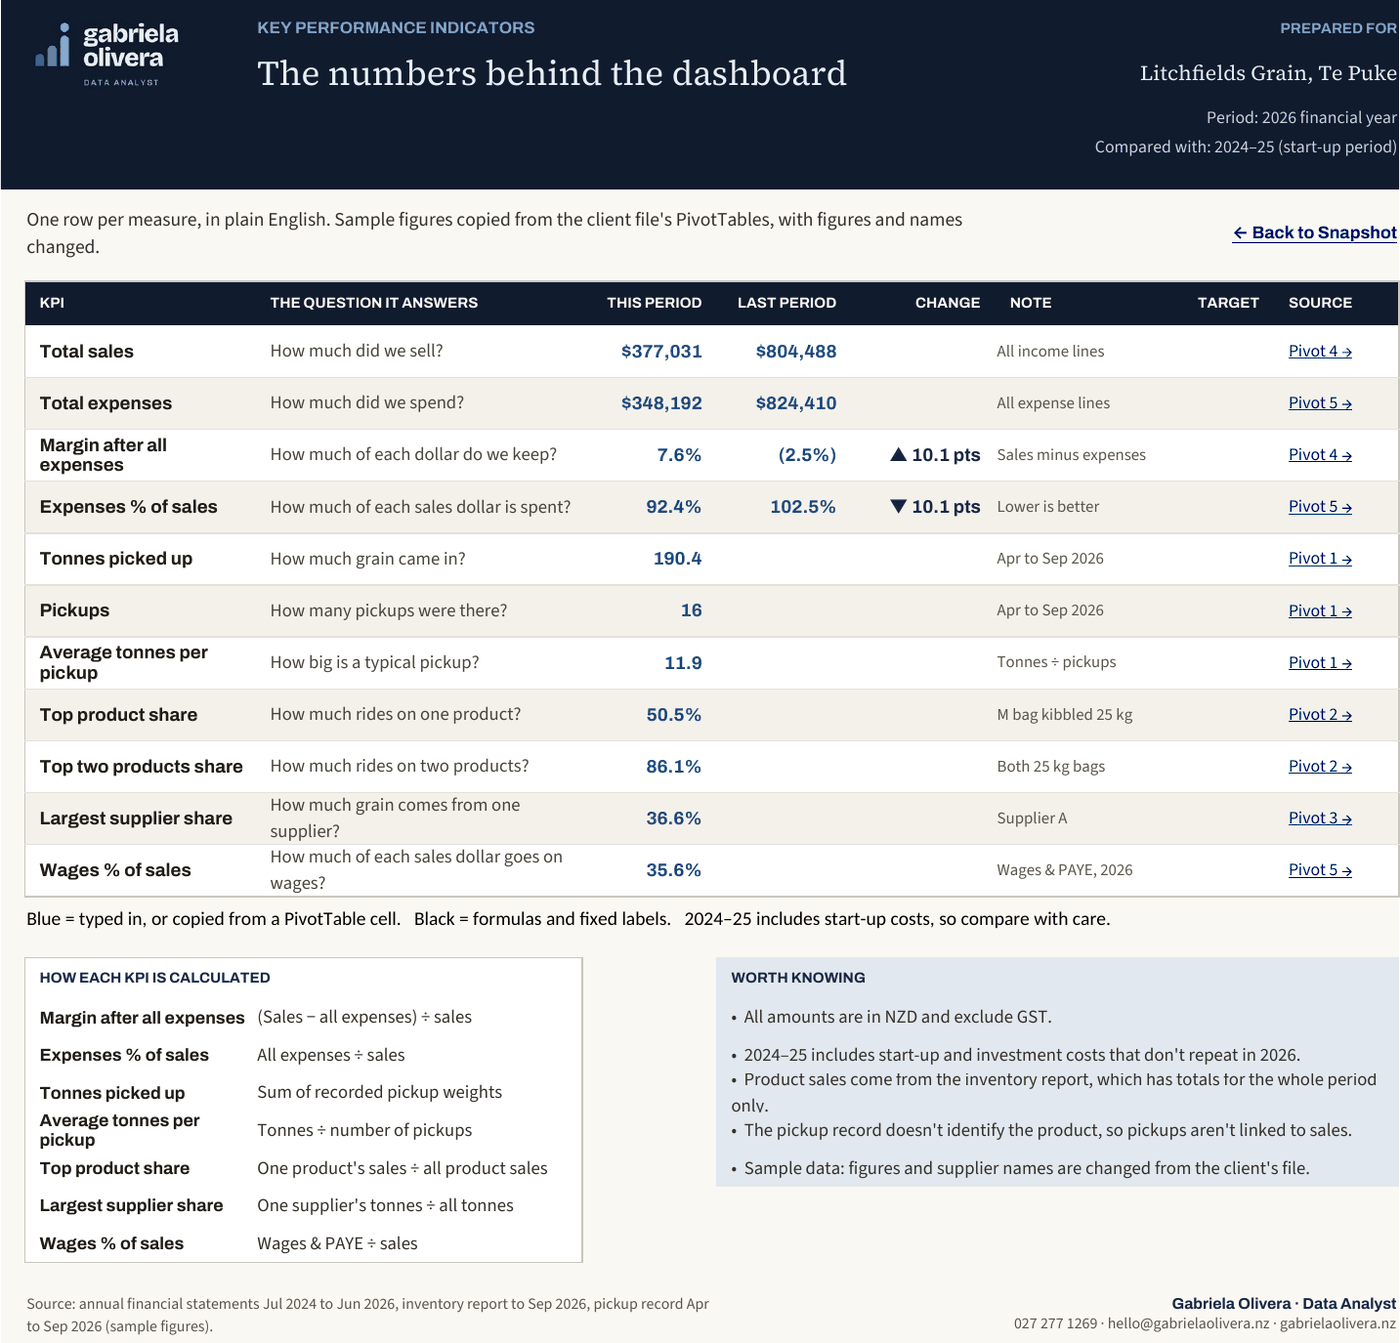 gabriela
olivera
DATA ANALYST
KEY PERFORMANCE INDICATORS
The numbers behind the dashboard
PREPARED FOR
Litchfields Grain, Te Puke
Period: 2026 financial year
Compared with: 2024–25 (start-up period)
One row per measure, in plain English. Sample figures copied from the client file's PivotTables, with figures and names
changed.
← Back to Snapshot
KPI THE QUESTION IT ANSWERS THIS PERIOD LAST PERIOD CHANGE NOTE TARGET SOURCE
Total sales How much did we sell? $377,031 $804,488 All income lines Pivot 4 →
Total expenses How much did we spend? $348,192 $824,410 All expense lines Pivot 5 →
Margin after all
expenses
How much of each dollar do we keep? 7.6% (2.5%) ▲ 10.1 pts Sales minus expenses Pivot 4 →
Expenses % of sales How much of each sales dollar is spent? 92.4% 102.5% ▼ 10.1 pts Lower is better Pivot 5 →
Tonnes picked up How much grain came in? 190.4 Apr to Sep 2026 Pivot 1 →
Pickups How many pickups were there? 16 Apr to Sep 2026 Pivot 1 →
Average tonnes per
pickup
How big is a typical pickup? 11.9 Tonnes ÷ pickups Pivot 1 →
Top product share How much rides on one product? 50.5% M bag kibbled 25 kg Pivot 2 →
Top two products share How much rides on two products? 86.1% Both 25 kg bags Pivot 2 →
Largest supplier share
How much grain comes from one
supplier?
36.6% Supplier A Pivot 3 →
Wages % of sales
How much of each sales dollar goes on
wages?
35.6% Wages & PAYE, 2026 Pivot 5 →
Blue = typed in, or copied from a PivotTable cell. Black = formulas and fixed labels. 2024–25 includes start-up costs, so compare with care.
HOW EACH KPI IS CALCULATED
Margin after all expenses (Sales − all expenses) ÷ sales
Expenses % of sales All expenses ÷ sales
Tonnes picked up Sum of recorded pickup weights
Average tonnes per
pickup
Tonnes ÷ number of pickups
Top product share One product's sales ÷ all product sales
Largest supplier share One supplier's tonnes ÷ all tonnes
Wages % of sales Wages & PAYE ÷ sales
WORTH KNOWING
• All amounts are in NZD and exclude GST.
• 2024–25 includes start-up and investment costs that don't repeat in 2026.
• Product sales come from the inventory report, which has totals for the whole period
only.
• The pickup record doesn't identify the product, so pickups aren't linked to sales.
• Sample data: figures and supplier names are changed from the client's file.
Source: annual financial statements Jul 2024 to Jun 2026, inventory report to Sep 2026, pickup record Apr
to Sep 2026 (sample figures).
Gabriela Olivera · Data Analyst
027 277 1269 · hello@gabrielaolivera.nz · gabrielaolivera.nz